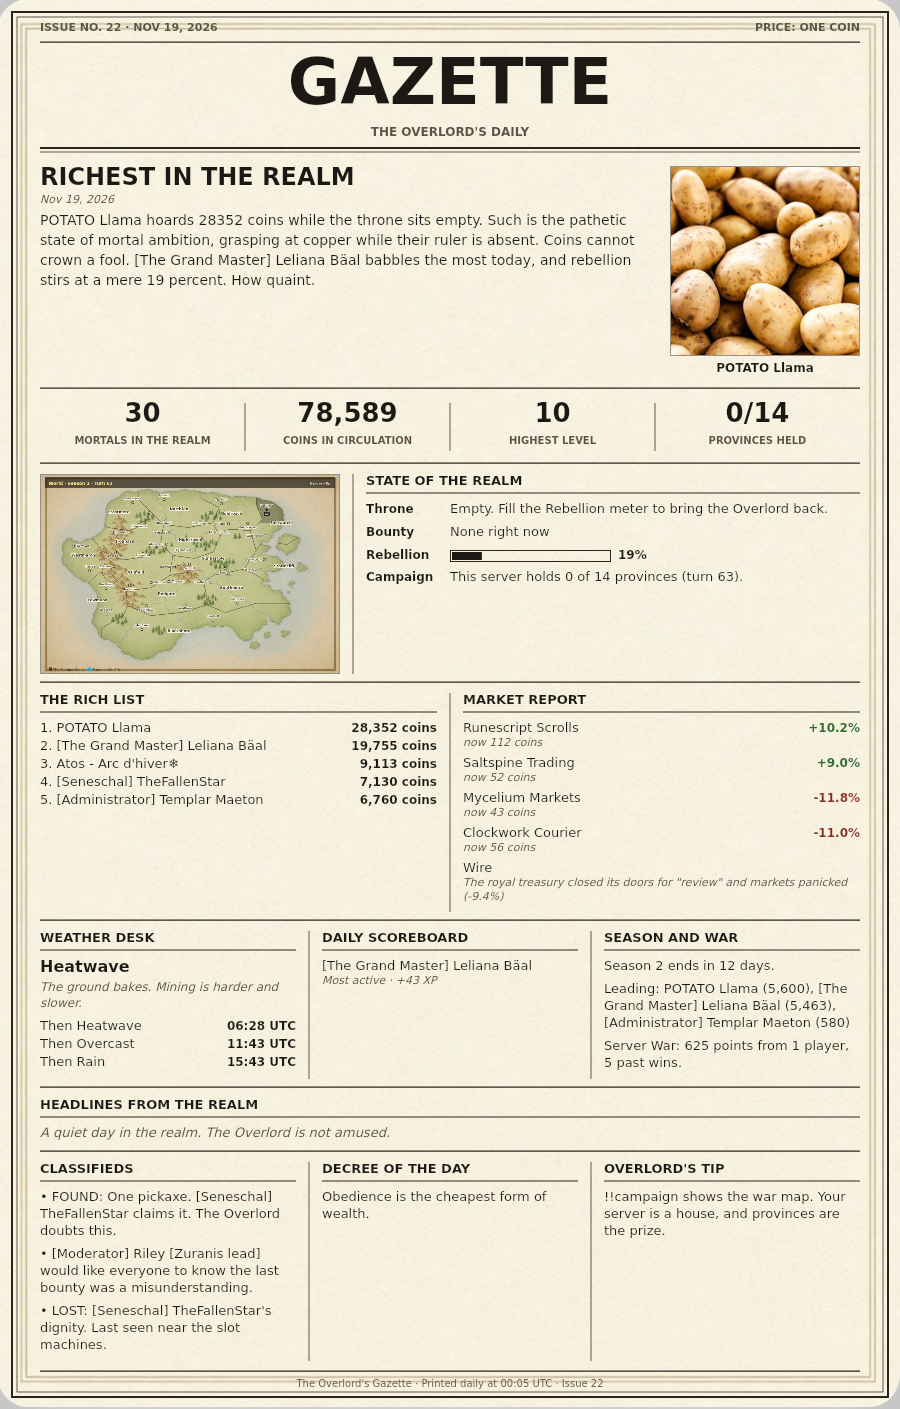 ISSUE NO. 22 · NOV 19, 2026
PRICE: ONE COIN
GAZETTE
THE OVERLORD'S DAILY
RICHEST IN THE REALM
Nov 19, 2026
POTATO Llama hoards 28352 coins while the throne sits empty. Such is the pathetic
state of mortal ambition, grasping at copper while their ruler is absent. Coins cannot
crown a fool. [The Grand Master] Leliana Bäal babbles the most today, and rebellion
stirs at a mere 19 percent. How quaint.
POTATO Llama
30
MORTALS IN THE REALM
78,589
COINS IN CIRCULATION
10
HIGHEST LEVEL
0/14
PROVINCES HELD
World - Season 2 - Turn 63
STATE OF THE REALM
Throne Empty. Fill the Rebellion meter to bring the Overlord back.
Bounty None right now
Rebellion 19%
Campaign This server holds 0 of 14 provinces (turn 63).
THE RICH LIST
1. POTATO Llama 28,352 coins
2. [The Grand Master] Leliana Bäal 19,755 coins
3. Atos - Arc d'hiver❄ 9,113 coins
4. [Seneschal] TheFallenStar 7,130 coins
5. [Administrator] Templar Maeton 6,760 coins
MARKET REPORT
Runescript Scrolls +10.2%
now 112 coins
Saltspine Trading +9.0%
now 52 coins
Mycelium Markets -11.8%
now 43 coins
Clockwork Courier -11.0%
now 56 coins
Wire
The royal treasury closed its doors for "review" and markets panicked
(-9.4%)
WEATHER DESK
Heatwave
The ground bakes. Mining is harder and
slower.
Then Heatwave 06:28 UTC
Then Overcast 11:43 UTC
Then Rain 15:43 UTC
DAILY SCOREBOARD
[The Grand Master] Leliana Bäal
Most active · +43 XP
SEASON AND WAR
Season 2 ends in 12 days.
Leading: POTATO Llama (5,600), [The
Grand Master] Leliana Bäal (5,463),
[Administrator] Templar Maeton (580)
Server War: 625 points from 1 player,
5 past wins.
HEADLINES FROM THE REALM
A quiet day in the realm. The Overlord is not amused.
CLASSIFIEDS
• FOUND: One pickaxe. [Seneschal]
TheFallenStar claims it. The Overlord
doubts this.
• [Moderator] Riley [Zuranis lead]
would like everyone to know the last
bounty was a misunderstanding.
• LOST: [Seneschal] TheFallenStar's
dignity. Last seen near the slot
machines.
DECREE OF THE DAY
Obedience is the cheapest form of
wealth.
OVERLORD'S TIP
!!campaign shows the war map. Your
server is a house, and provinces are
the prize.
The Overlord's Gazette · Printed daily at 00:05 UTC · Issue 22